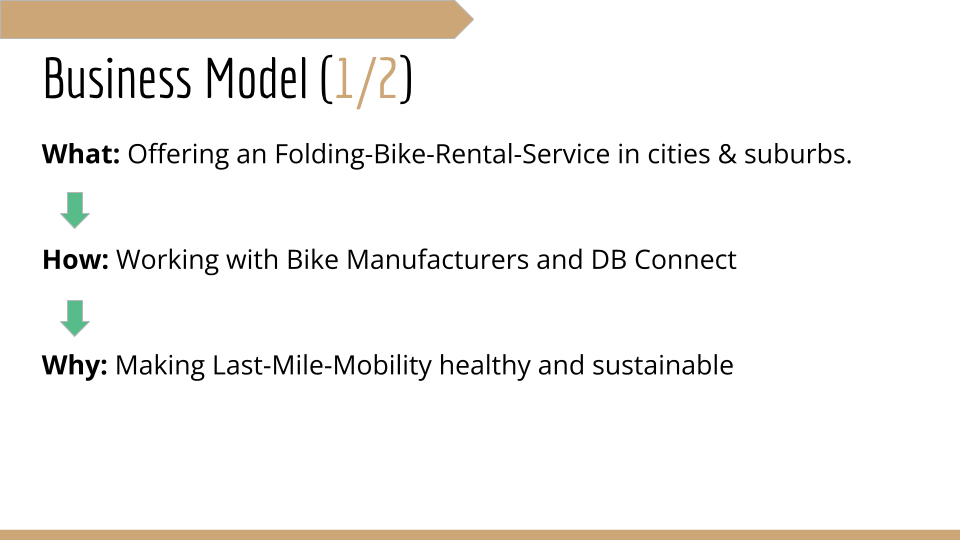 Business Model (1/2)
What: Offering an Folding-Bike-Rental-Service in cities & suburbs.
How: Working with Bike Manufacturers and DB Connect
Why: Making Last-Mile-Mobility healthy and sustainable